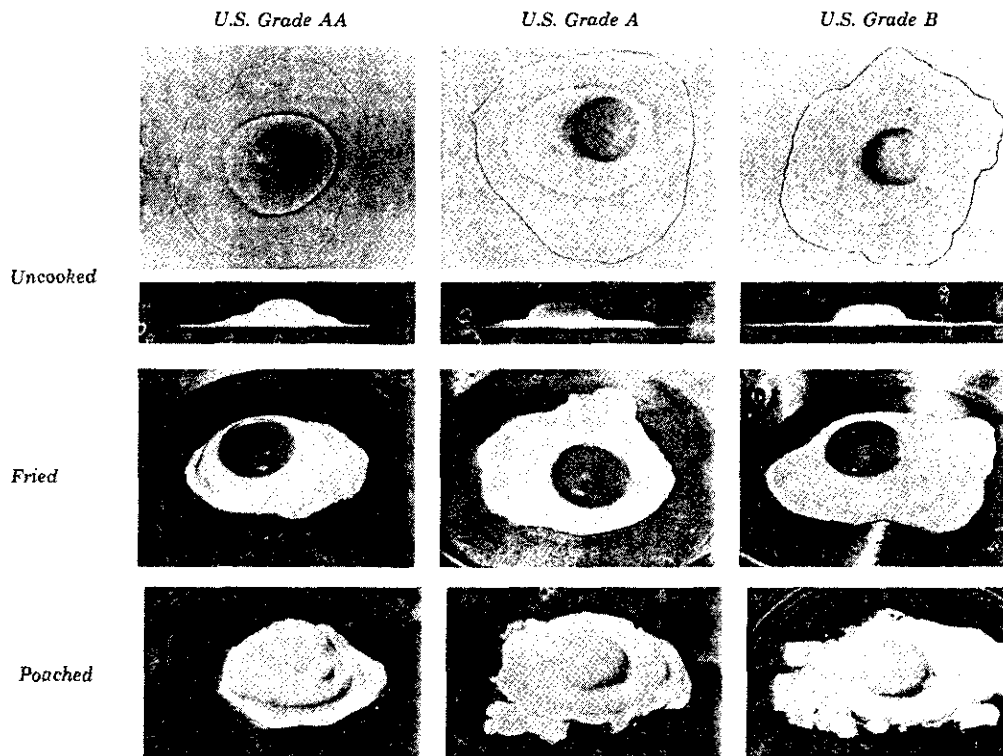 U.S. Grade AA
U.S. Grade A
U.S. Grade B
Uncooked
Fried
Poached